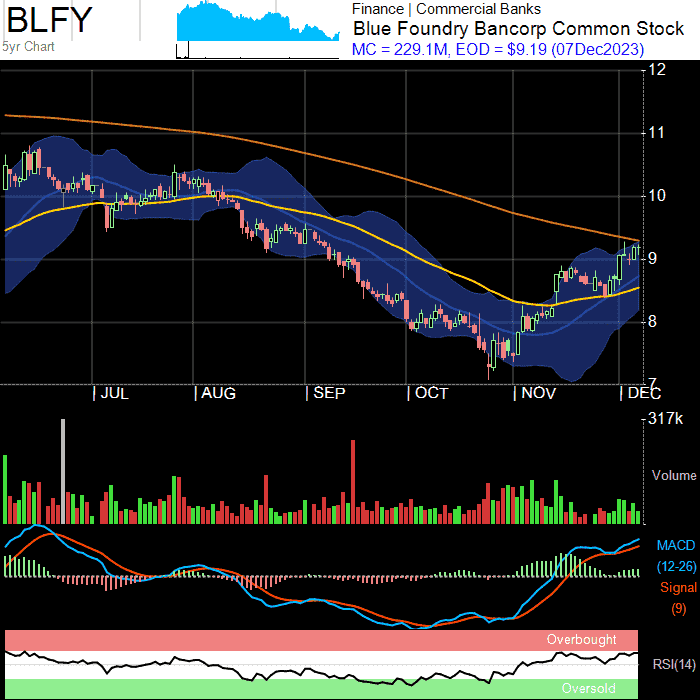 BLFY
5yr Chart
Finance | Commercial Banks
Blue Foundry Bancorp Common Stock
MC = 229.1M, EOD = $9.19 (07Dec2023)
12
11
10
9
8
7
JUL AUG SEP OCT NOV DEC
317k
Volume
MACD
(12-26)
Signal
(9)
Overbought
RSI(14)
Oversold